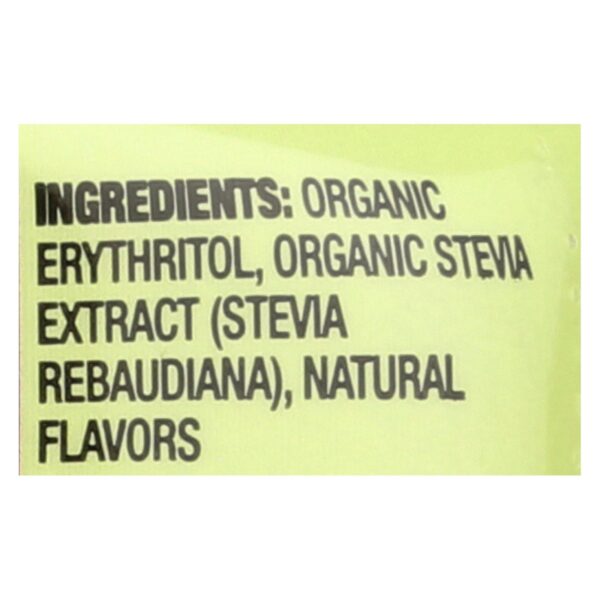 INGREDIENTS: ORGANIC
ERYTHRITOL, ORGANIC STEVIA
EXTRACT (STEVIA
REBAUDIANA), NATURAL
FLAVORS